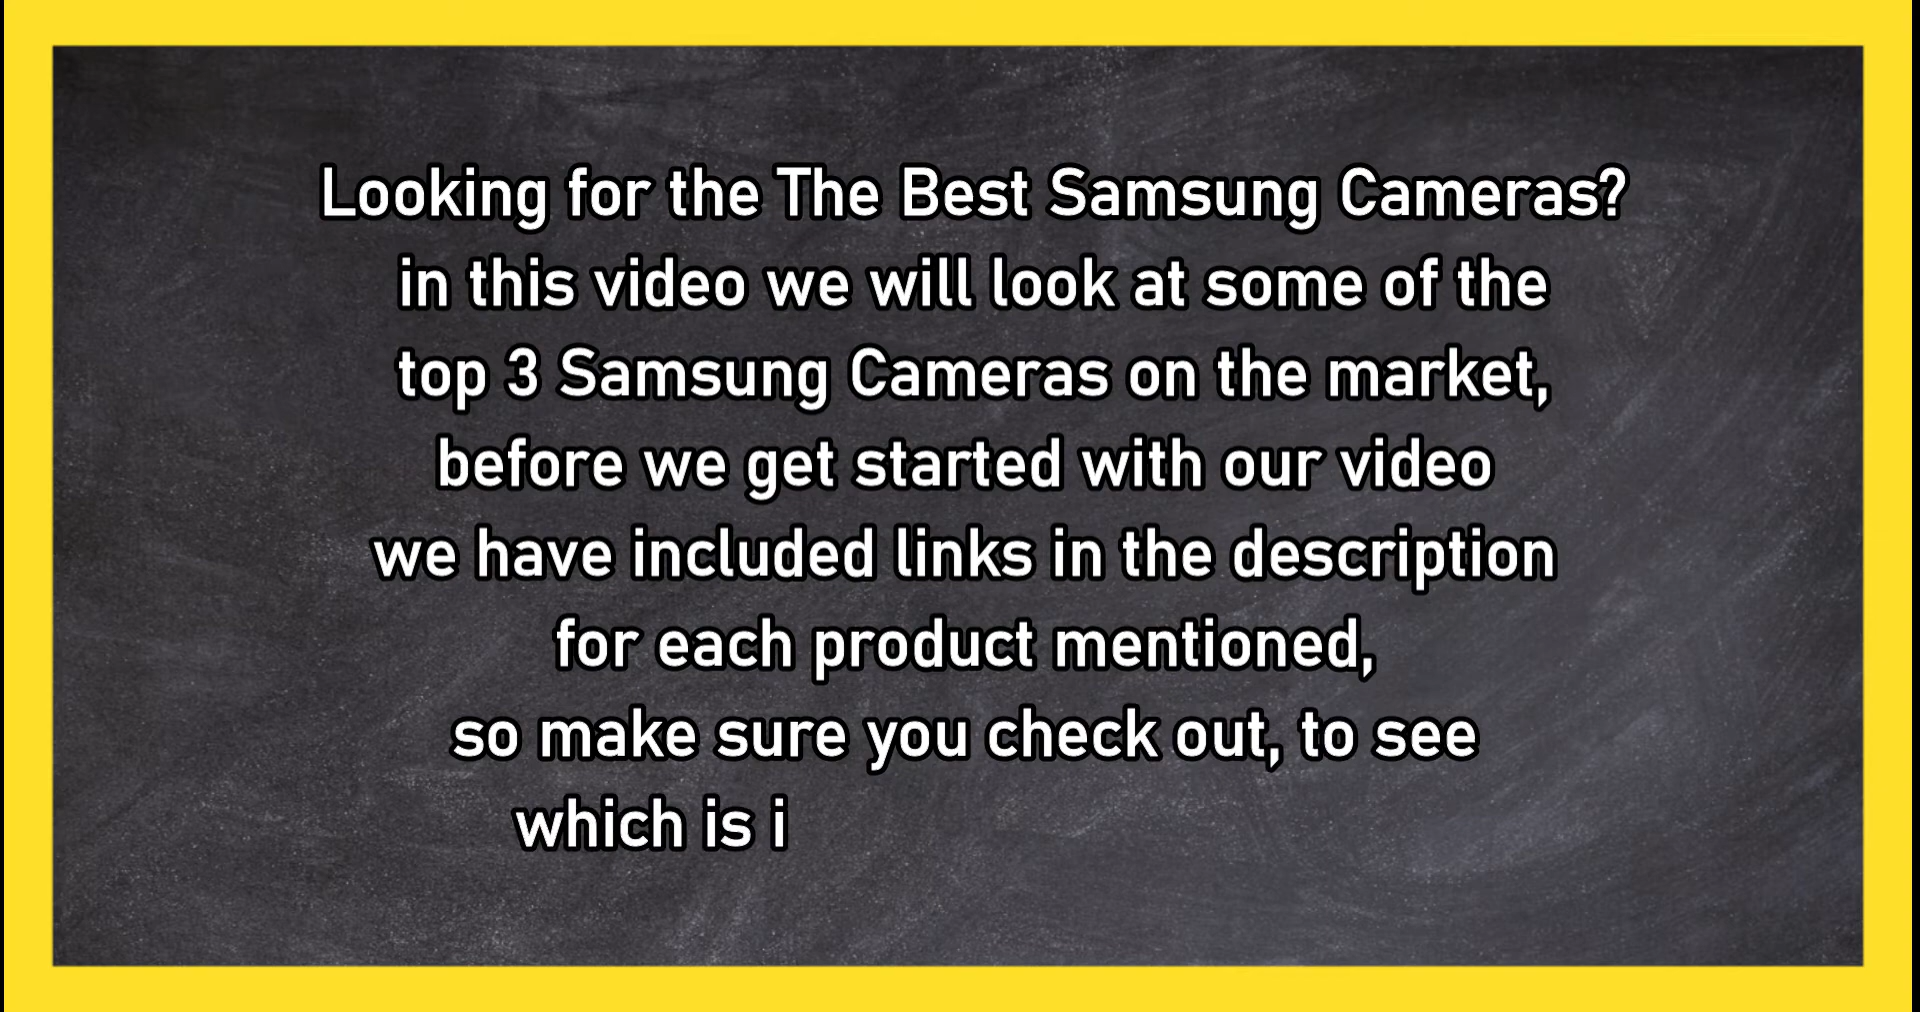 Looking for the The Best Samsung Cameras?
in this video we will look at some of the
top 3 Samsung Cameras on the market,
before we get started with our video
we have included links in the description
for each product mentioned,
so make sure you check out, to see
which is i